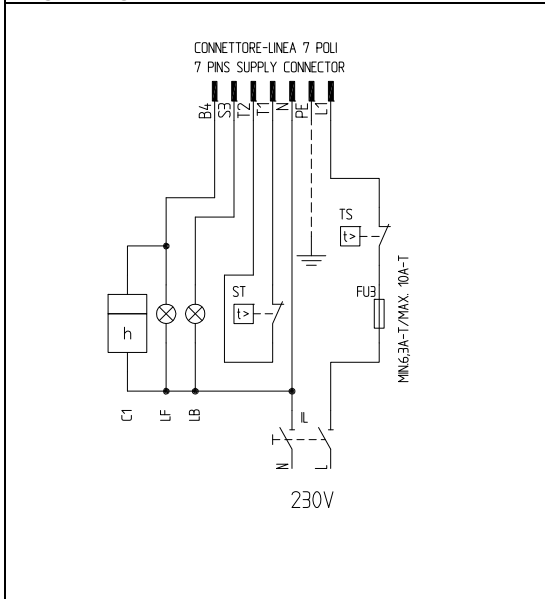 CONNETTORE-LINEA 7 POLI
7 PINS SUPPLY CONNECTOR
B4
S3
T2
T1
N
PE
L1
TS
t>
FU3
MIN.6,3A-T/MAX. 10A-T
ST
t>
h
C1
LF
LB
IL
N
L
230V